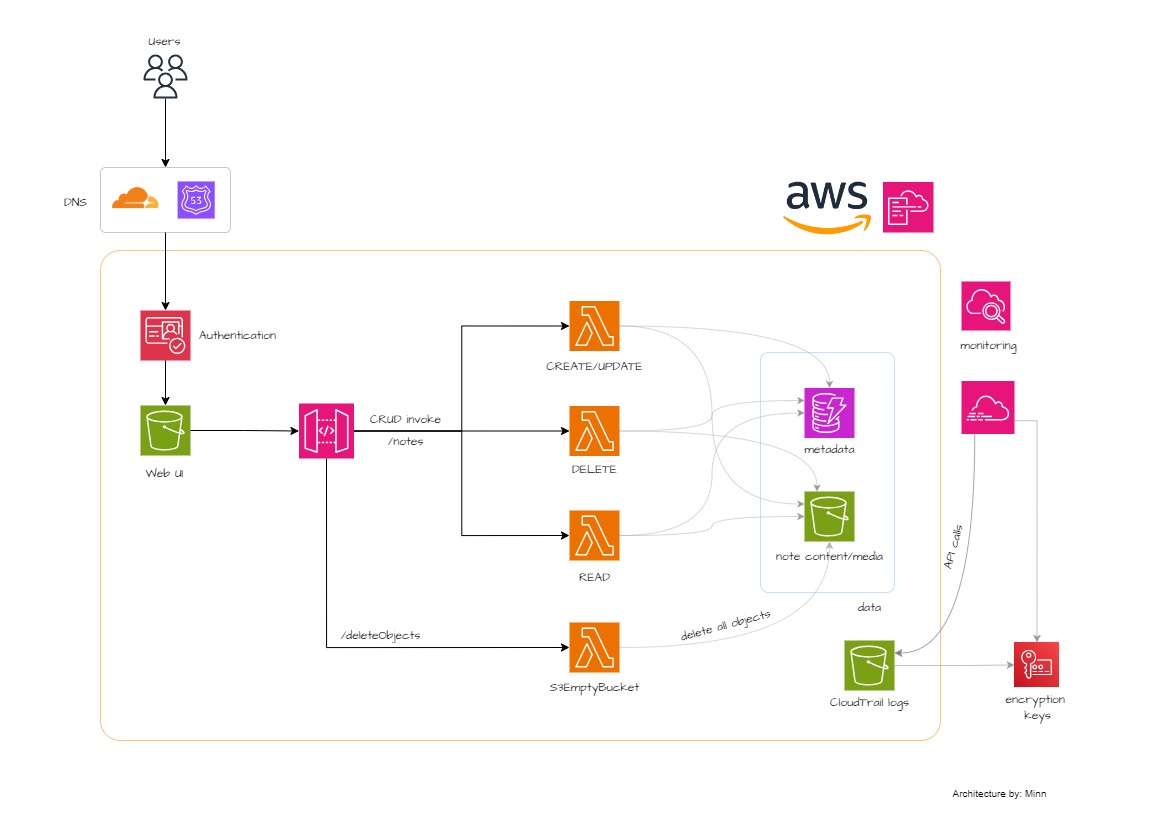 Users
DNS
53
aws
Authentication
monitoring
CREATE/UPDATE
CRUD invoke
/notes
Web UI
DELETE
metadata
READ
note content/media
API calls
data
/deleteObjects
delete all objects
S3EmptyBucket
CloudTrail logs
encryption
keys
Architecture by: Minn